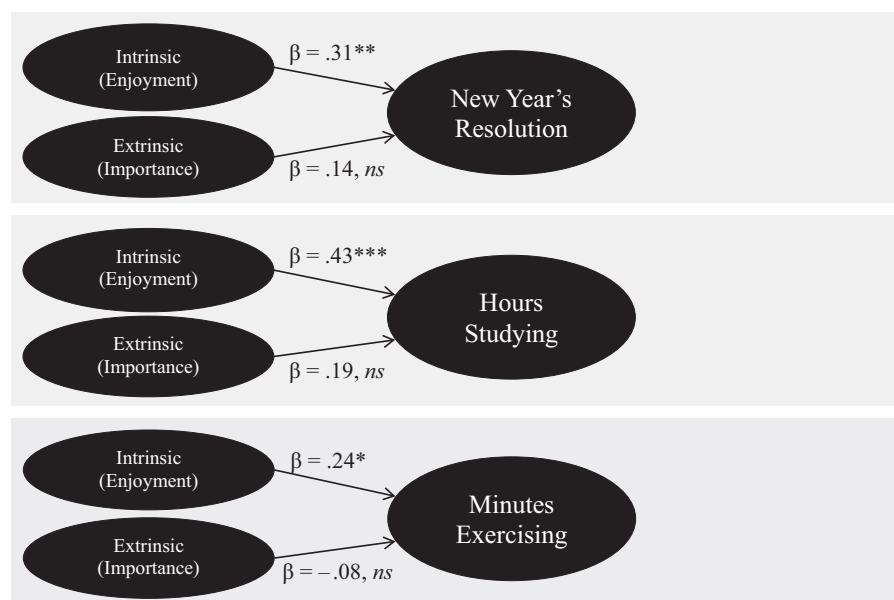 Intrinsic
(Enjoyment)
β = .31**
Extrinsic
(Importance)
β = .14, ns
New Year’s
Resolution
Intrinsic
(Enjoyment)
β = .43***
Extrinsic
(Importance)
β = .19, ns
Hours
Studying
Intrinsic
(Enjoyment)
β = .24*
Extrinsic
(Importance)
β = –.08, ns
Minutes
Exercising